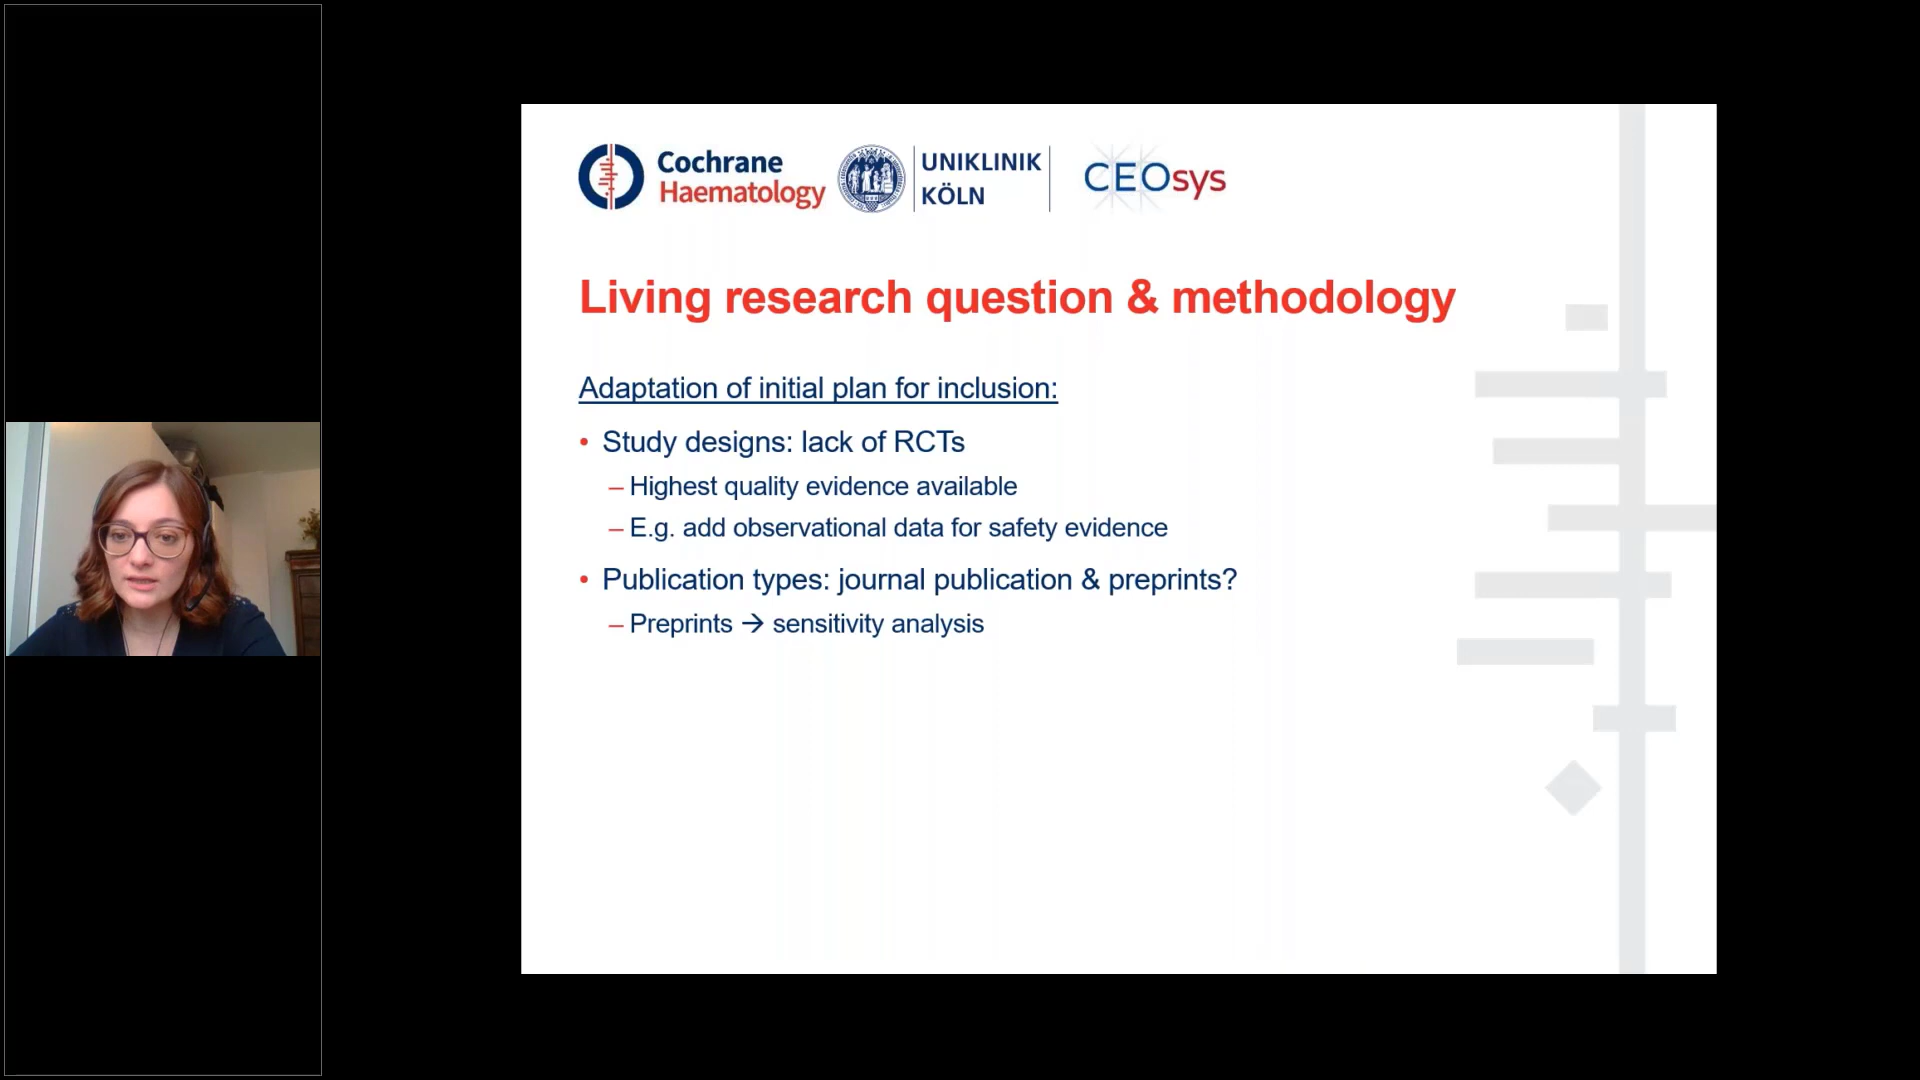 Cochrane
Haematology
UNIKLINIK
KÖLN
CEOsys
Living research question & methodology
Adaptation of initial plan for inclusion:
• Study designs: lack of RCTs
– Highest quality evidence available
– E.g. add observational data for safety evidence
• Publication types: journal publication & preprints?
– Preprints → sensitivity analysis